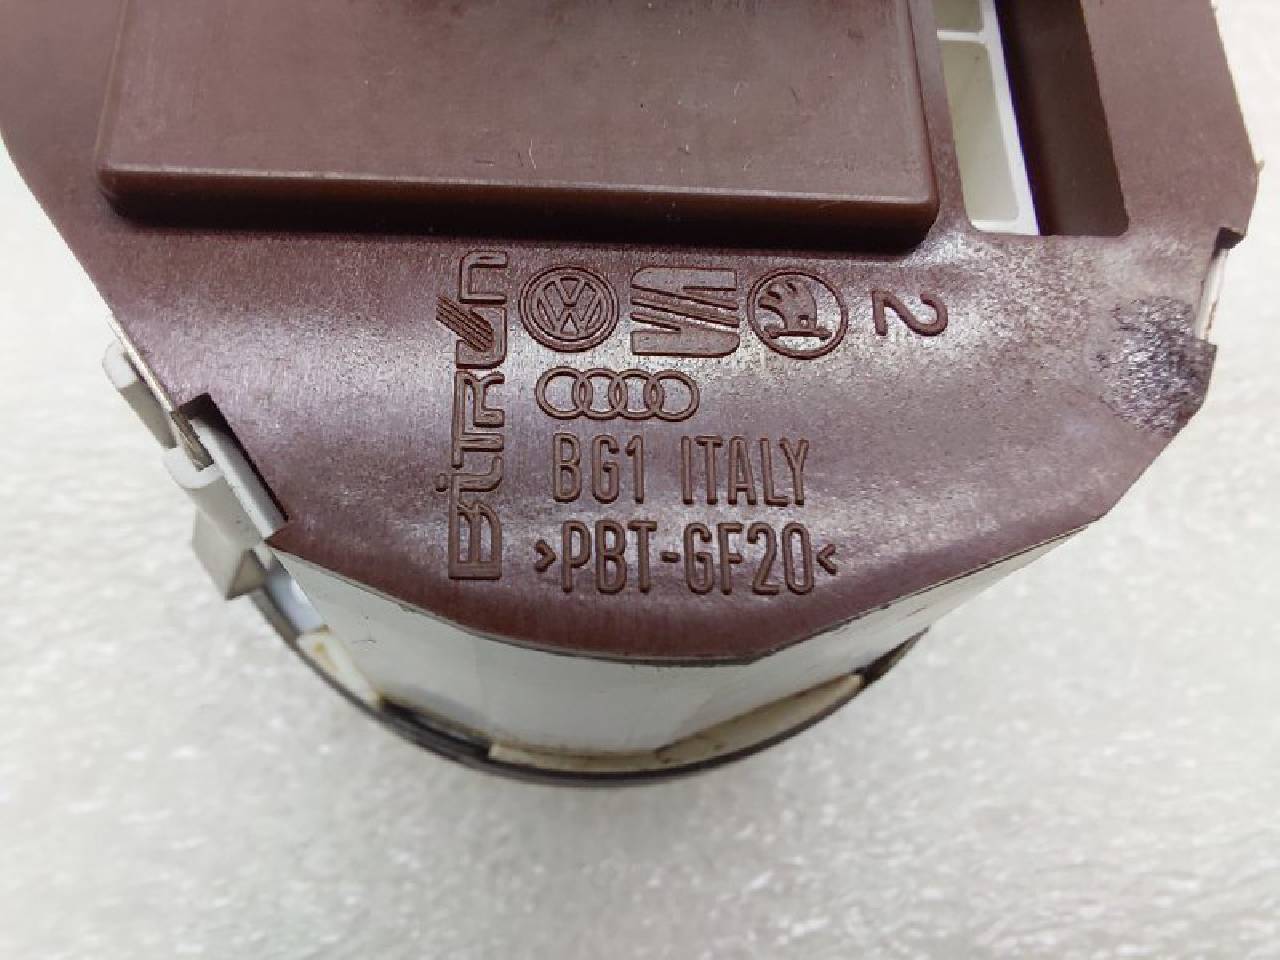 BiTRON
2
BG1 ITALY
>PBT-GF20<